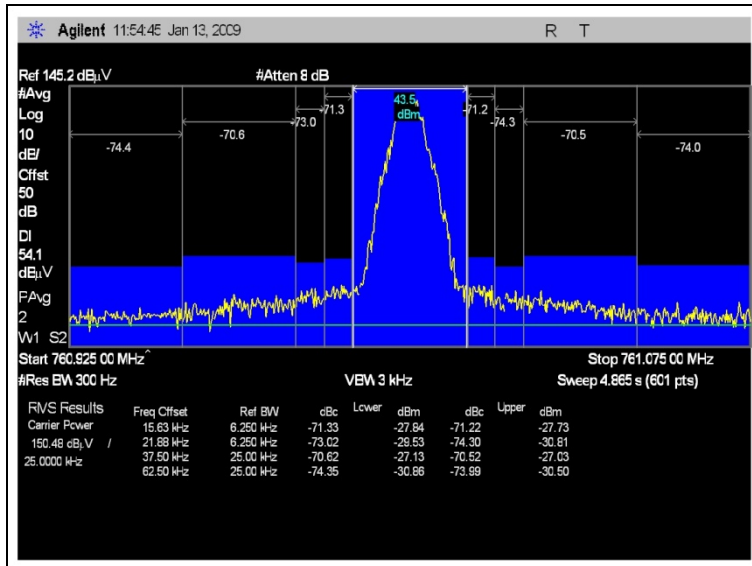 Agilent 11:54:45 Jan 13, 2009 R T
Ref 145.2 dBµV #Atten 8 dB
#Avg
Log
10
dB/
Offst
50
dB
DI
54.1
dBµV
PAvg
2
W1 S2
-74.4 -70.6 -73.0 -71.3 43.5 dBm -71.2 -74.3 -70.5 -74.0
Start 760.925 00 MHz^ Stop 761.075 00 MHz
#Res BW 300 Hz VBW 3 kHz Sweep 4.865 s (601 pts)
RMS Results Freq Offset Ref BW dBc Lower dBm dBc Upper dBm
Carrier Power 15.63 kHz 6.250 kHz -71.33 -27.84 -71.22 -27.73
150.48 dBµV / 21.88 kHz 6.250 kHz -73.02 -29.53 -74.30 -30.81
25.0000 kHz 37.50 kHz 25.00 kHz -70.62 -27.13 -70.52 -27.03
62.50 kHz 25.00 kHz -74.35 -30.86 -73.99 -30.50